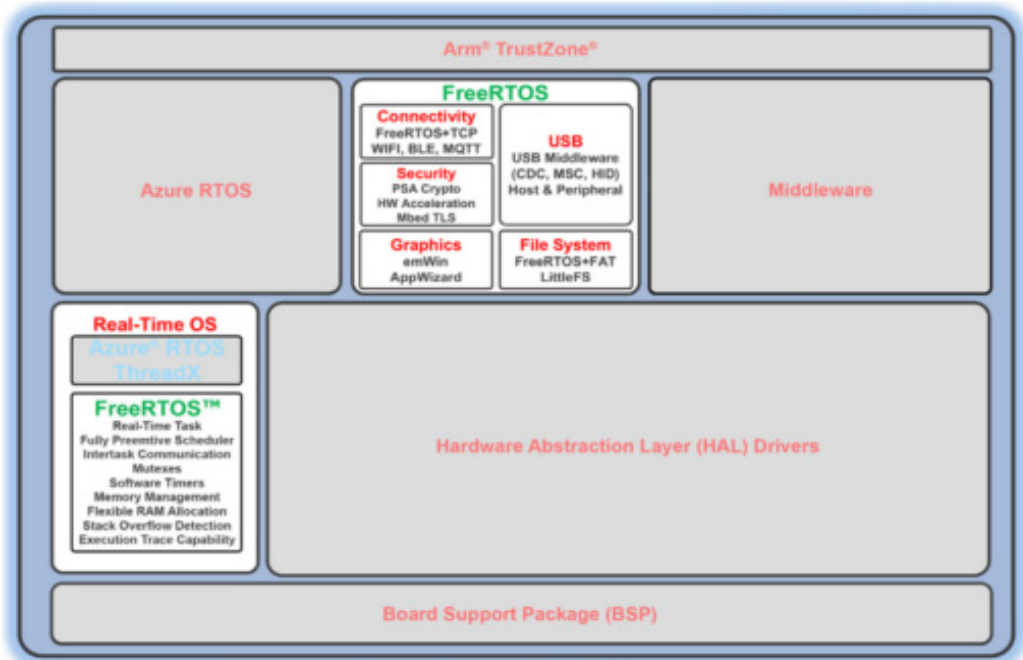 Arm® TrustZone®
Azure RTOS
FreeRTOS
Connectivity
FreeRTOS+TCP
WIFI, BLE, MQTT
Security
PSA Crypto
HW Acceleration
Mbed TLS
Graphics
emWin
AppWizard
USB
USB Middleware
(CDC, MSC, HID)
Host & Peripheral
File System
FreeRTOS+FAT
LittleFS
Middleware
Real-Time OS
Azure® RTOS
ThreadX
FreeRTOS™
Real-Time Task
Fully Preemtive Scheduler
Intertask Communication
Mutexes
Software Timers
Memory Management
Flexible RAM Allocation
Stack Overflow Detection
Execution Trace Capability
Hardware Abstraction Layer (HAL) Drivers
Board Support Package (BSP)